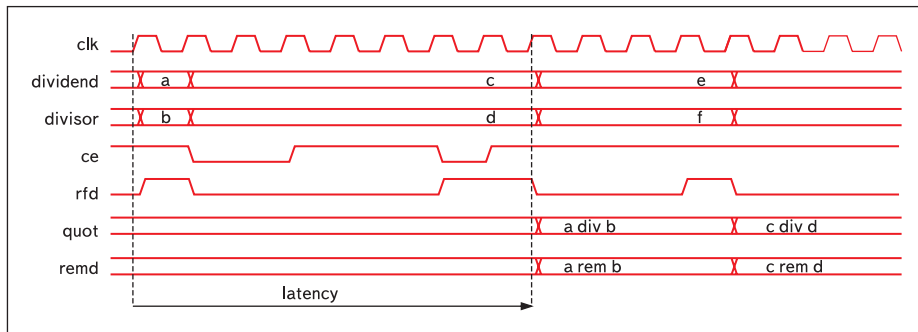 clk
dividend a c e
divisor b d f
ce
rfd
quot a div b c div d
remd a rem b c rem d
latency